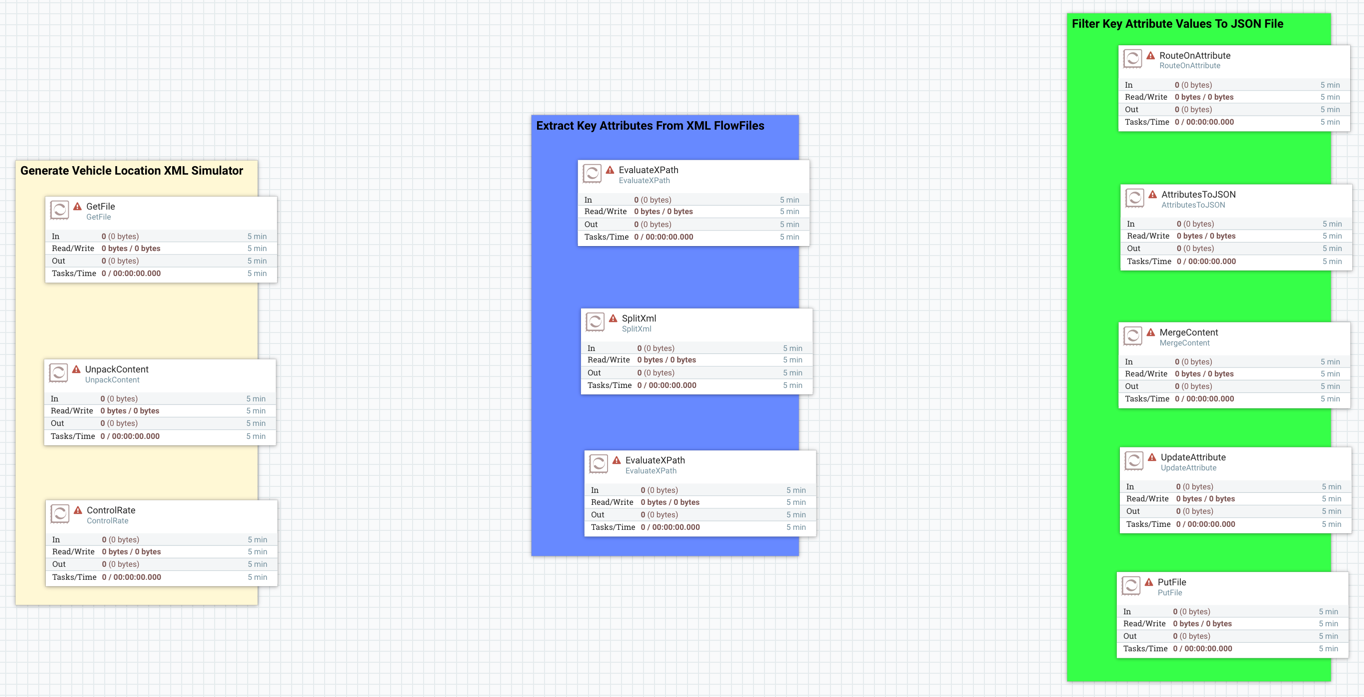 Generate Vehicle Location XML Simulator
GetFile
GetFile
In 0 (0 bytes) 5 min
Read/Write 0 bytes / 0 bytes 5 min
Out 0 (0 bytes) 5 min
Tasks/Time 0 / 00:00:00.000 5 min
UnpackContent
UnpackContent
In 0 (0 bytes) 5 min
Read/Write 0 bytes / 0 bytes 5 min
Out 0 (0 bytes) 5 min
Tasks/Time 0 / 00:00:00.000 5 min
ControlRate
ControlRate
In 0 (0 bytes) 5 min
Read/Write 0 bytes / 0 bytes 5 min
Out 0 (0 bytes) 5 min
Tasks/Time 0 / 00:00:00.000 5 min
Extract Key Attributes From XML FlowFiles
EvaluateXPath
EvaluateXPath
In 0 (0 bytes) 5 min
Read/Write 0 bytes / 0 bytes 5 min
Out 0 (0 bytes) 5 min
Tasks/Time 0 / 00:00:00.000 5 min
SplitXml
SplitXml
In 0 (0 bytes) 5 min
Read/Write 0 bytes / 0 bytes 5 min
Out 0 (0 bytes) 5 min
Tasks/Time 0 / 00:00:00.000 5 min
EvaluateXPath
EvaluateXPath
In 0 (0 bytes) 5 min
Read/Write 0 bytes / 0 bytes 5 min
Out 0 (0 bytes) 5 min
Tasks/Time 0 / 00:00:00.000 5 min
Filter Key Attribute Values To JSON File
RouteOnAttribute
RouteOnAttribute
In 0 (0 bytes) 5 min
Read/Write 0 bytes / 0 bytes 5 min
Out 0 (0 bytes) 5 min
Tasks/Time 0 / 00:00:00.000 5 min
AttributesToJSON
AttributesToJSON
In 0 (0 bytes) 5 min
Read/Write 0 bytes / 0 bytes 5 min
Out 0 (0 bytes) 5 min
Tasks/Time 0 / 00:00:00.000 5 min
MergeContent
MergeContent
In 0 (0 bytes) 5 min
Read/Write 0 bytes / 0 bytes 5 min
Out 0 (0 bytes) 5 min
Tasks/Time 0 / 00:00:00.000 5 min
UpdateAttribute
UpdateAttribute
In 0 (0 bytes) 5 min
Read/Write 0 bytes / 0 bytes 5 min
Out 0 (0 bytes) 5 min
Tasks/Time 0 / 00:00:00.000 5 min
PutFile
PutFile
In 0 (0 bytes) 5 min
Read/Write 0 bytes / 0 bytes 5 min
Out 0 (0 bytes) 5 min
Tasks/Time 0 / 00:00:00.000 5 min